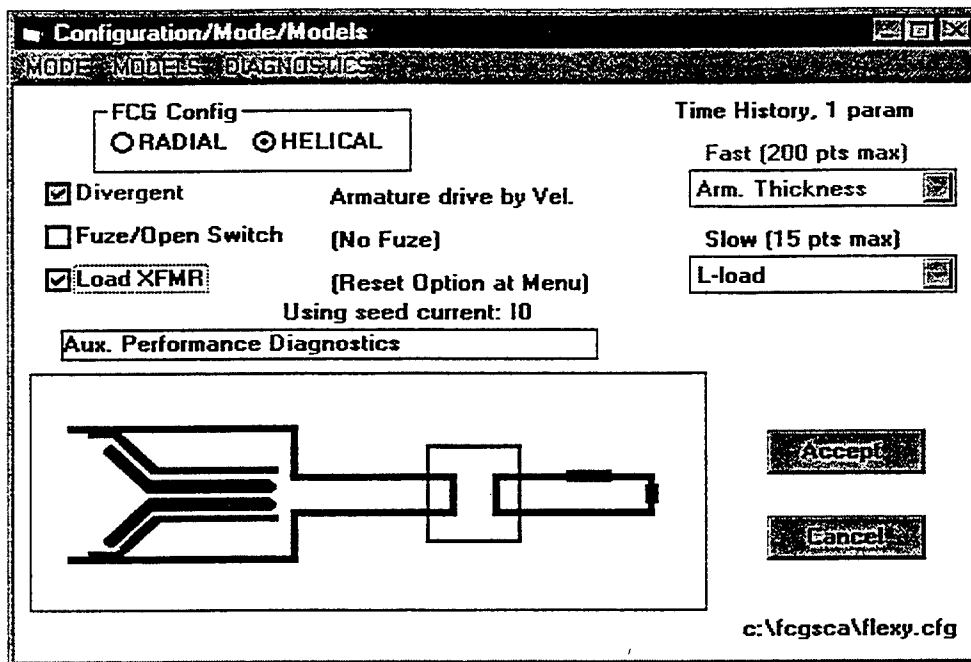 Configuration/Mode/Models
MODE MODELS DIAGNOSTICS
FCG Config
RADIAL HELICAL
Time History, 1 param
Fast (200 pts max)
Arm. Thickness
Divergent
Armature drive by Vel.
Fuze/Open Switch
(No Fuze)
Slow (15 pts max)
Load XFMR
(Reset Option at Menu)
L-load
Using seed current: I0
Aux. Performance Diagnostics
Accept
Cancel
c:\fcgsca\flexy.cfg